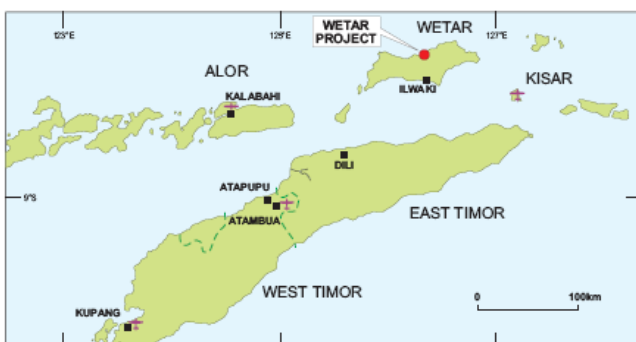 123°E
125°E
127°E
WETAR
PROJECT
WETAR
ALOR
KALABAHI
ILWAKI
KISAR
DILI
9°S
ATAPUPU
ATAMBUA
EAST TIMOR
WEST TIMOR
KUPANG
0
100km